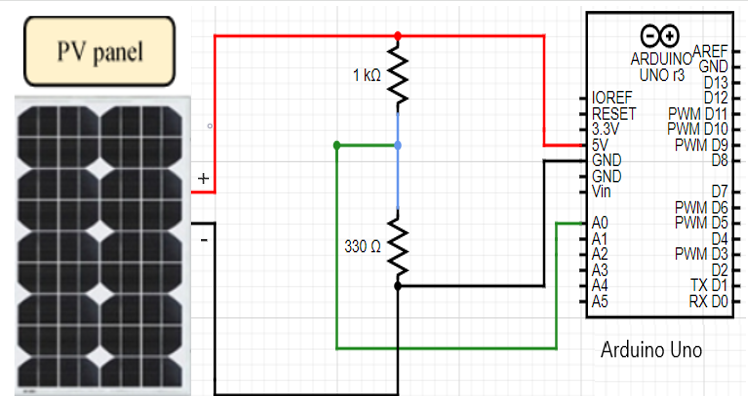 PV panel
+
-
1 kΩ
330 Ω
ARDUINO
UNO r3
IOREF
RESET
3.3V
5V
GND
GND
Vin
A0
A1
A2
A3
A4
A5
AREF
GND
D13
D12
PWM D11
PWM D10
PWM D9
D8
D7
PWM D6
PWM D5
D4
PWM D3
D2
TX D1
RX D0
Arduino Uno